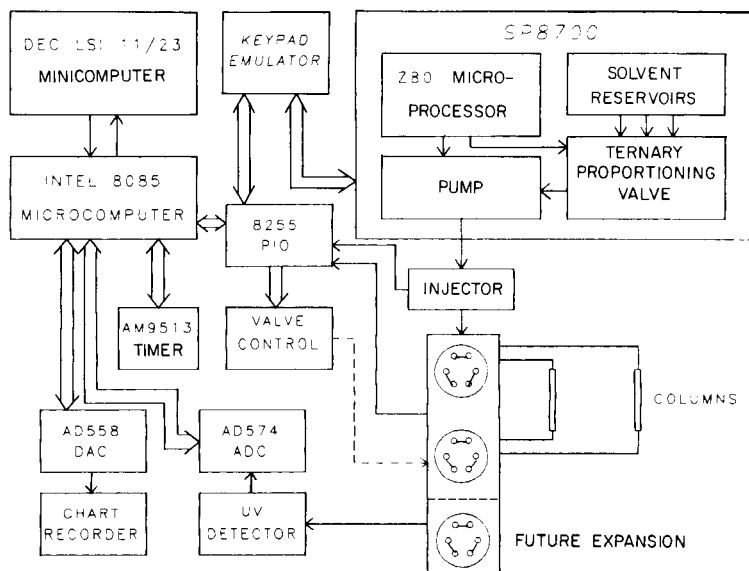 DEC LSI 11/23
MINICOMPUTER
KEYPAD
EMULATOR
SP8700
Z80 MICRO-
PROCESSOR
SOLVENT
RESERVOIRS
INTEL 8085
MICROCOMPUTER
8255
PIO
PUMP
TERNARY
PROPORTIONING
VALVE
INJECTOR
AM9513
TIMER
VALVE
CONTROL
COLUMNS
AD558
DAC
AD574
ADC
CHART
RECORDER
UV
DETECTOR
FUTURE EXPANSION